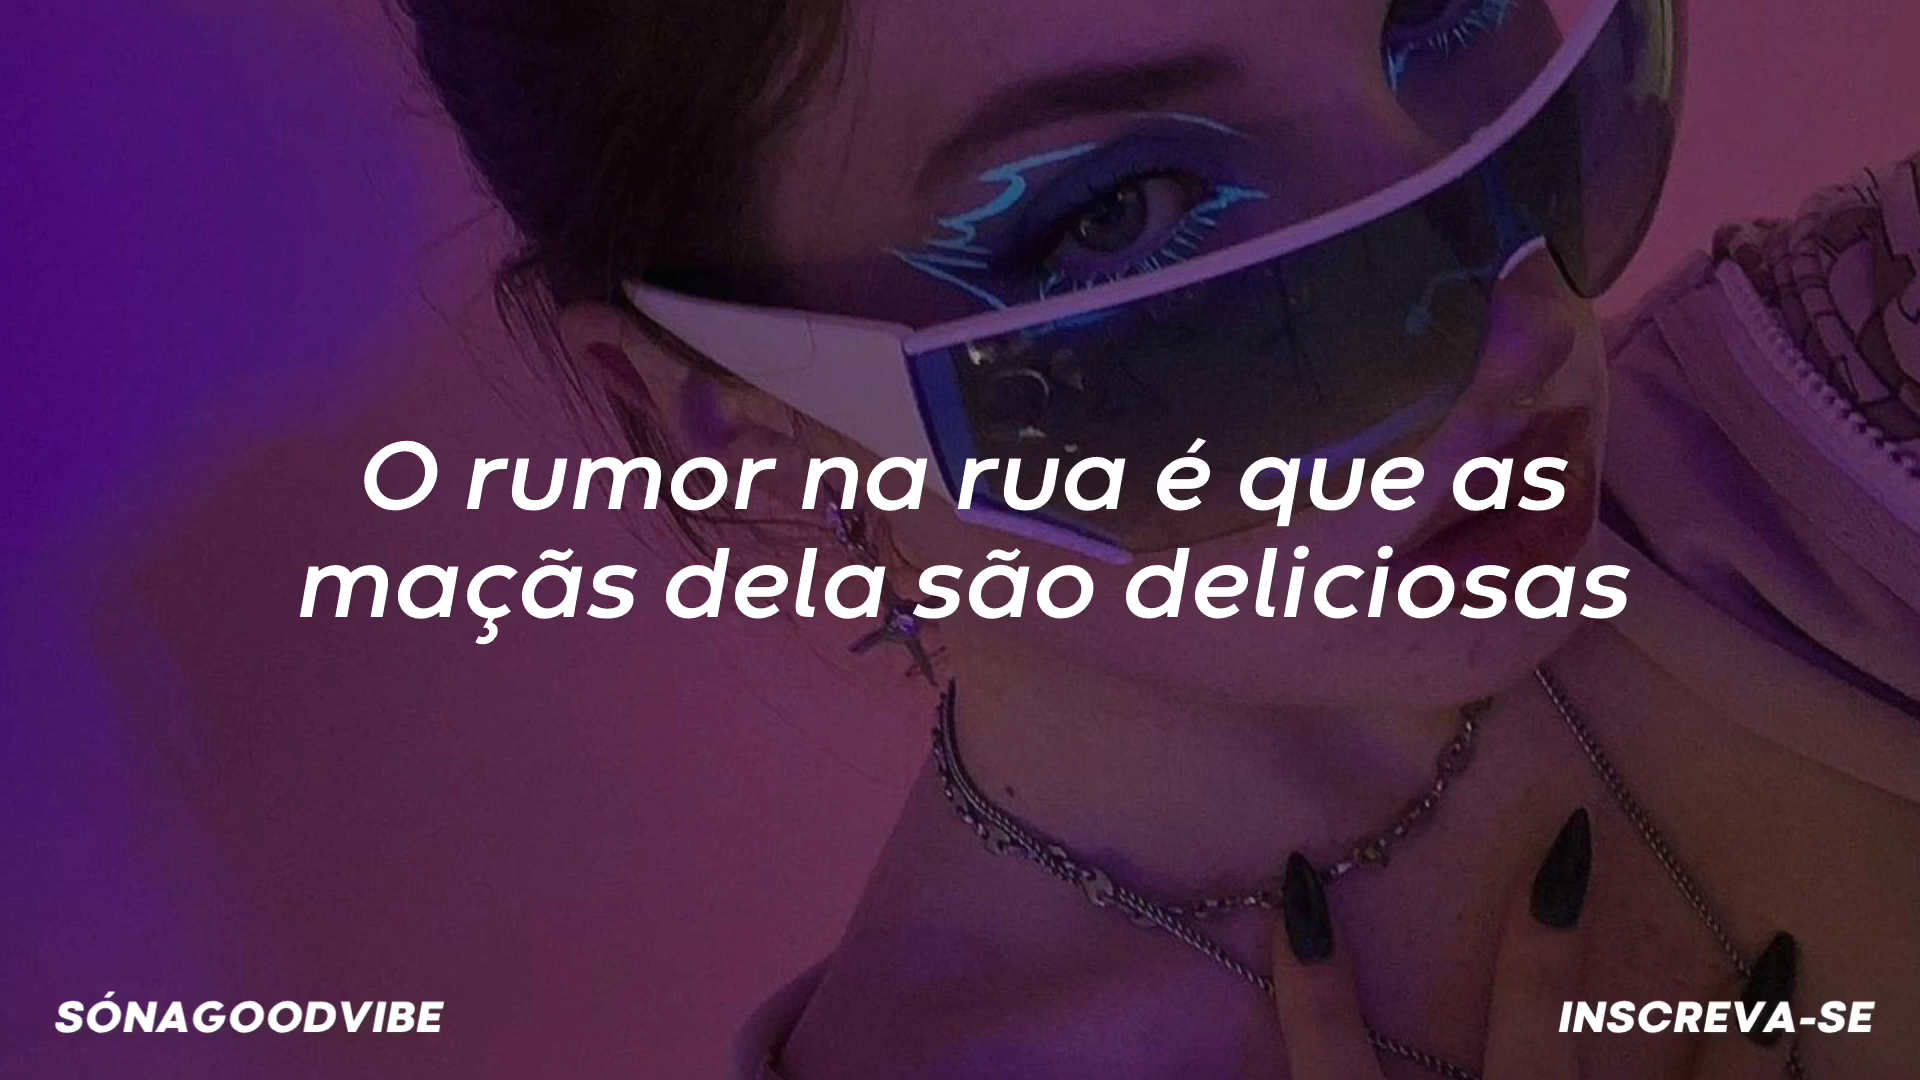 O rumor na rua é que as
maçãs dela são deliciosas
SÓNAGOODVIBE
INSCREVA-SE